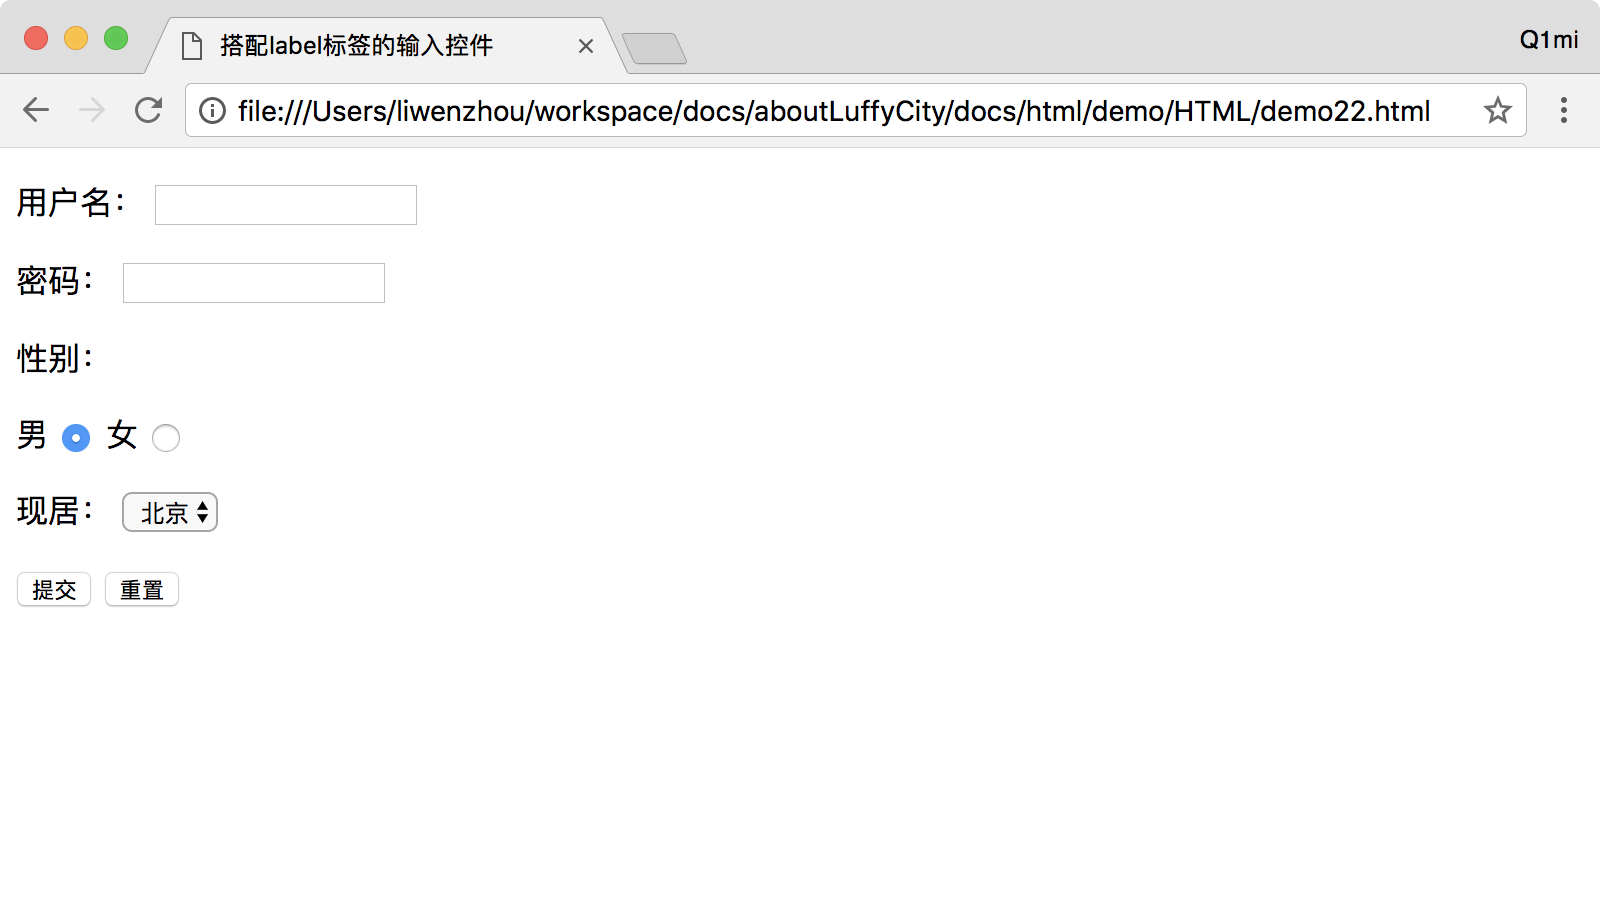 搭配label标签的输入控件
Q1mi
file:///Users/liwenzhou/workspace/docs/aboutLuffyCity/docs/html/demo/HTML/demo22.html
用户名：
密码：
性别：
男 女
现居： 北京
提交 重置